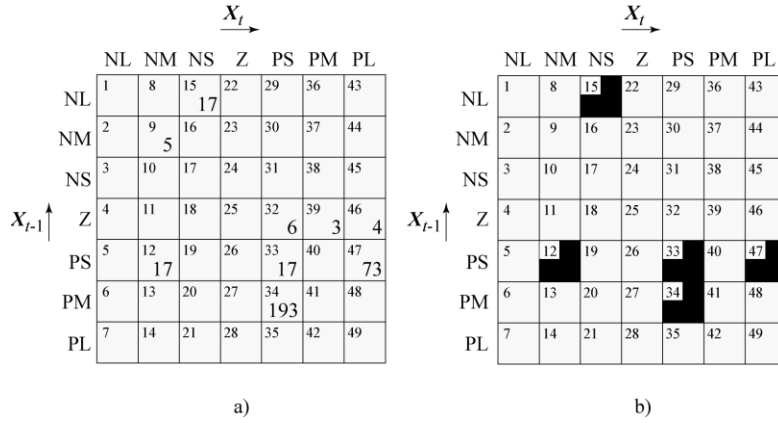 X_t X_t
NL NM NS Z PS PM PL NL NM NS Z PS PM PL
NL 1 8 15 17 22 29 36 43 NL 1 8 15 22 29 36 43
NM 2 9 5 16 23 30 37 44 NM 2 9 16 23 30 37 44
NS 3 10 17 24 31 38 45 NS 3 10 17 24 31 38 45
X_{t-1} Z 4 11 18 25 32 6 39 3 46 4 X_{t-1} Z 4 11 18 25 32 39 46
PS 5 12 17 19 26 33 17 40 47 73 PS 5 12 19 26 33 40 47
PM 6 13 20 27 34 193 41 48 PM 6 13 20 27 34 41 48
PL 7 14 21 28 35 42 49 PL 7 14 21 28 35 42 49
a) b)